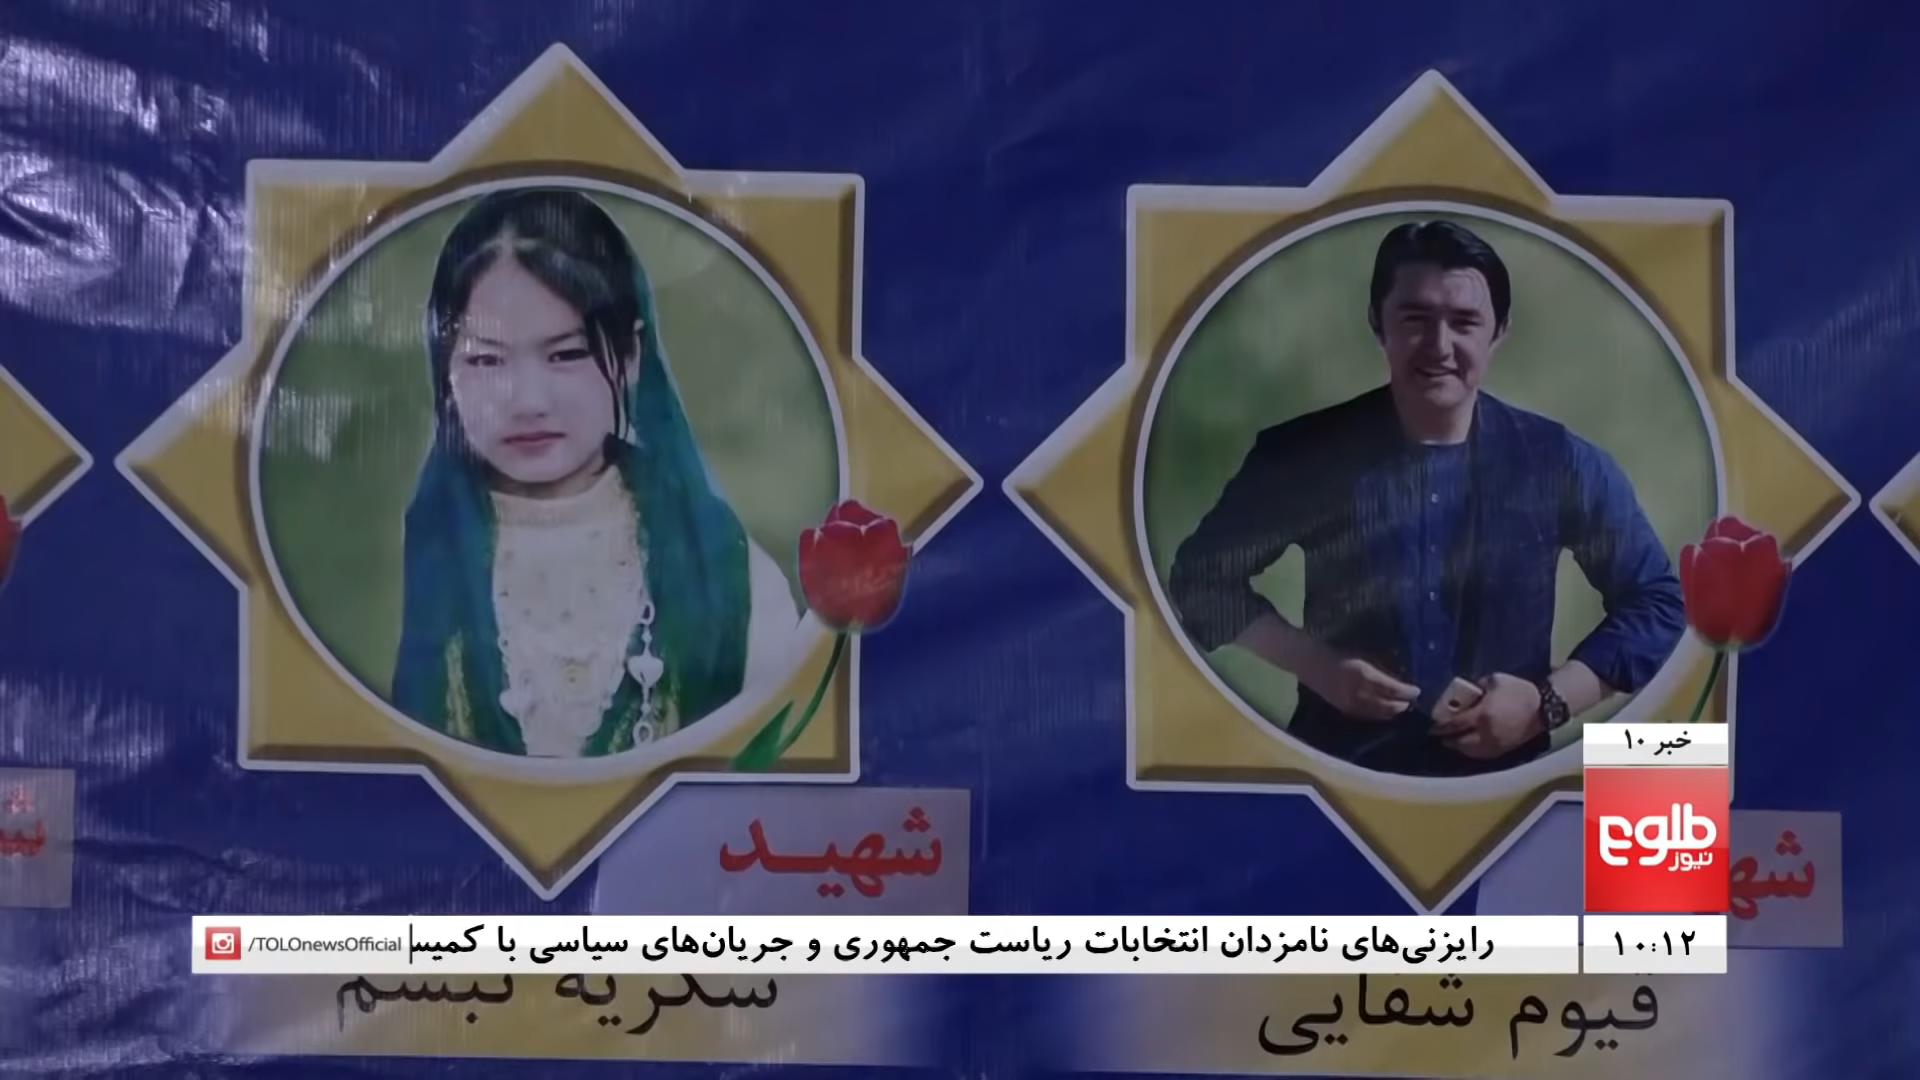 شهید
شکریه تبسم
قیوم شفایی
خبر ۱۰
طلوع
نیوز
۱۰:۱۲
رایزنی‌های نامزدان انتخابات ریاست جمهوری و جریان‌های سیاسی با
/TOLOnewsOfficial